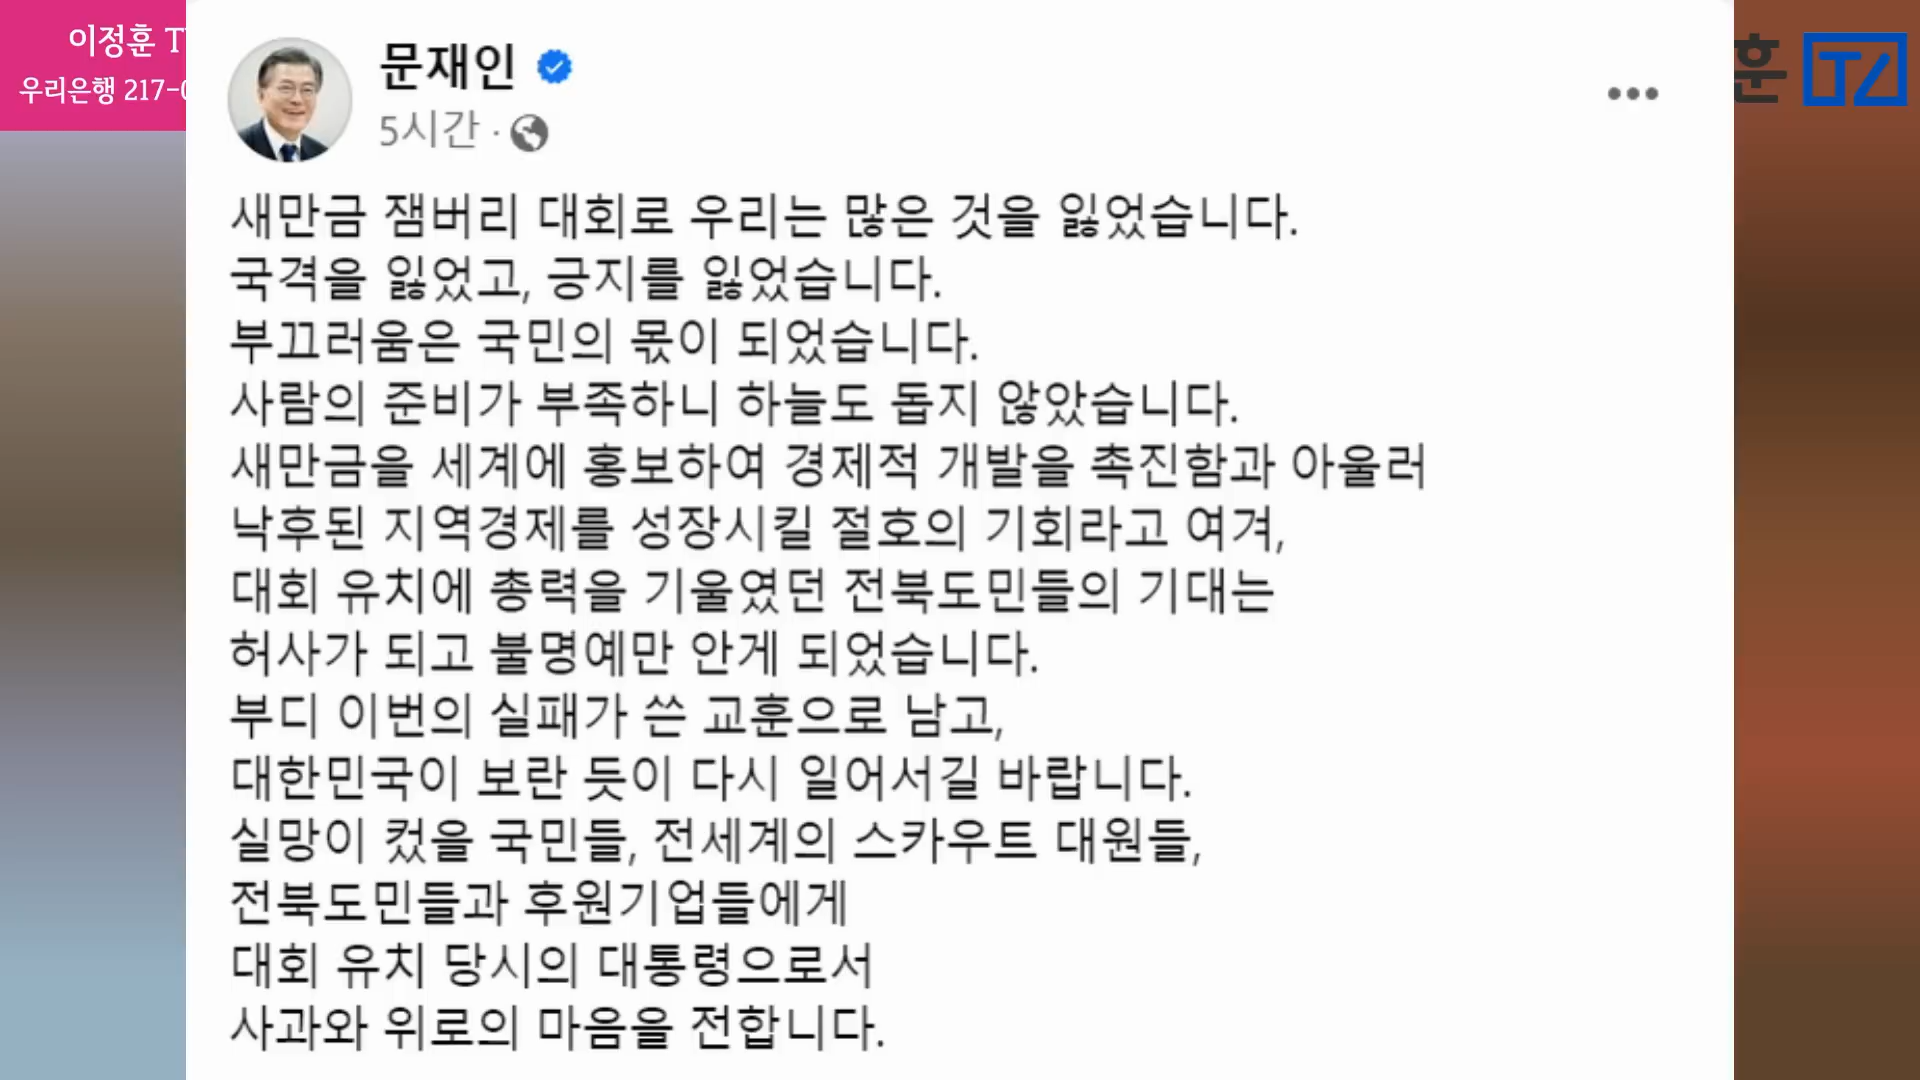 이정훈 T
우리은행 217-0
문재인
5시간 ·
훈 TV
새만금 잼버리 대회로 우리는 많은 것을 잃었습니다.
국격을 잃었고, 긍지를 잃었습니다.
부끄러움은 국민의 몫이 되었습니다.
사람의 준비가 부족하니 하늘도 돕지 않았습니다.
새만금을 세계에 홍보하여 경제적 개발을 촉진함과 아울러
낙후된 지역경제를 성장시킬 절호의 기회라고 여겨,
대회 유치에 총력을 기울였던 전북도민들의 기대는
허사가 되고 불명예만 안게 되었습니다.
부디 이번의 실패가 쓴 교훈으로 남고,
대한민국이 보란 듯이 다시 일어서길 바랍니다.
실망이 컸을 국민들, 전세계의 스카우트 대원들,
전북도민들과 후원기업들에게
대회 유치 당시의 대통령으로서
사과와 위로의 마음을 전합니다.